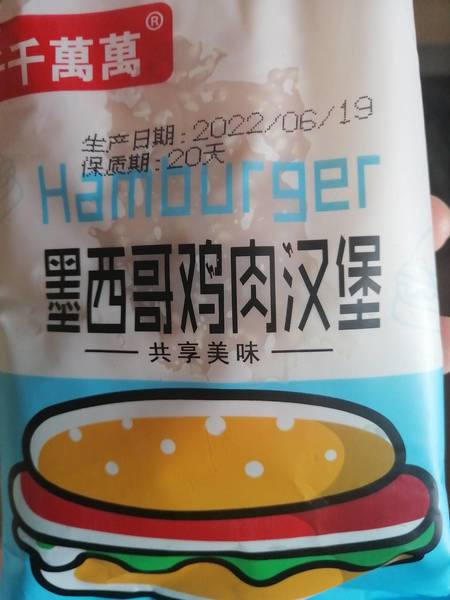 千萬萬®
生产日期:2022/06/19
保质期:20天
Hamburger
墨西哥鸡肉汉堡
共享美味